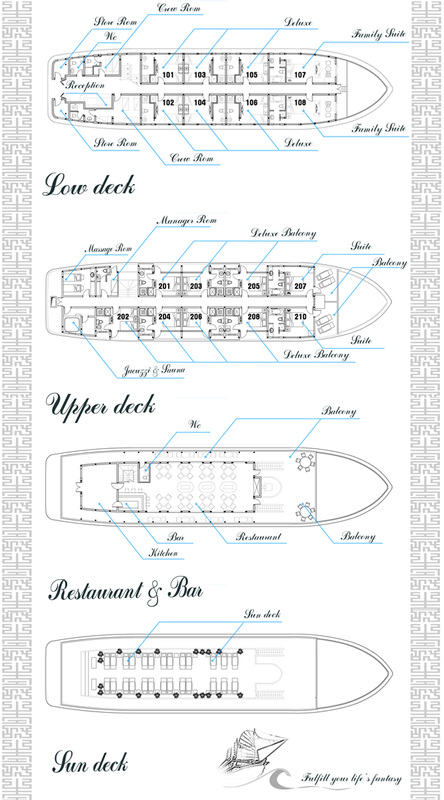 Crew Rom
Store Rom
Wc
Deluxe
Family Suite
101 103 105 107
Reception
102 104 106 108
Family Suite
Store Rom
Deluxe
Crew Rom
Low deck
Manager Rom
Deluxe Balcony
Massage Rom
Suite
Balcony
201 203 205 207
202 204 206 208 210
Suite
Deluxe Balcony
Jacuzzi & Sauna
Upper deck
Balcony
Wc
Bar
Restaurant
Balcony
Kitchen
Restaurant & Bar
Sun deck
Sun deck
Fulfill your life's fantasy